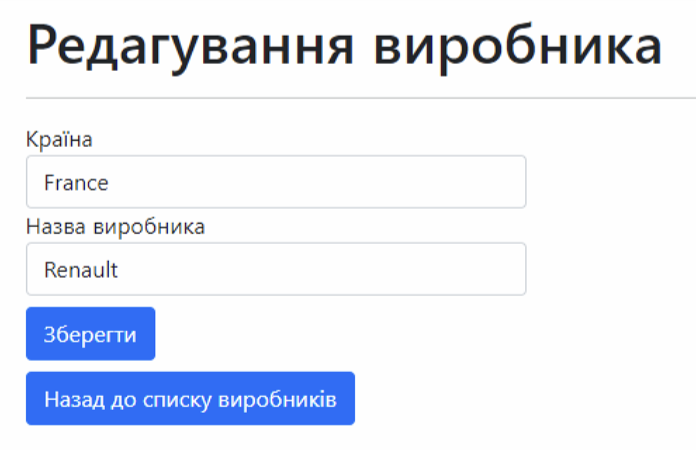 Редагування виробника
Країна
France
Назва виробника
Renault
Зберегти
Назад до списку виробників